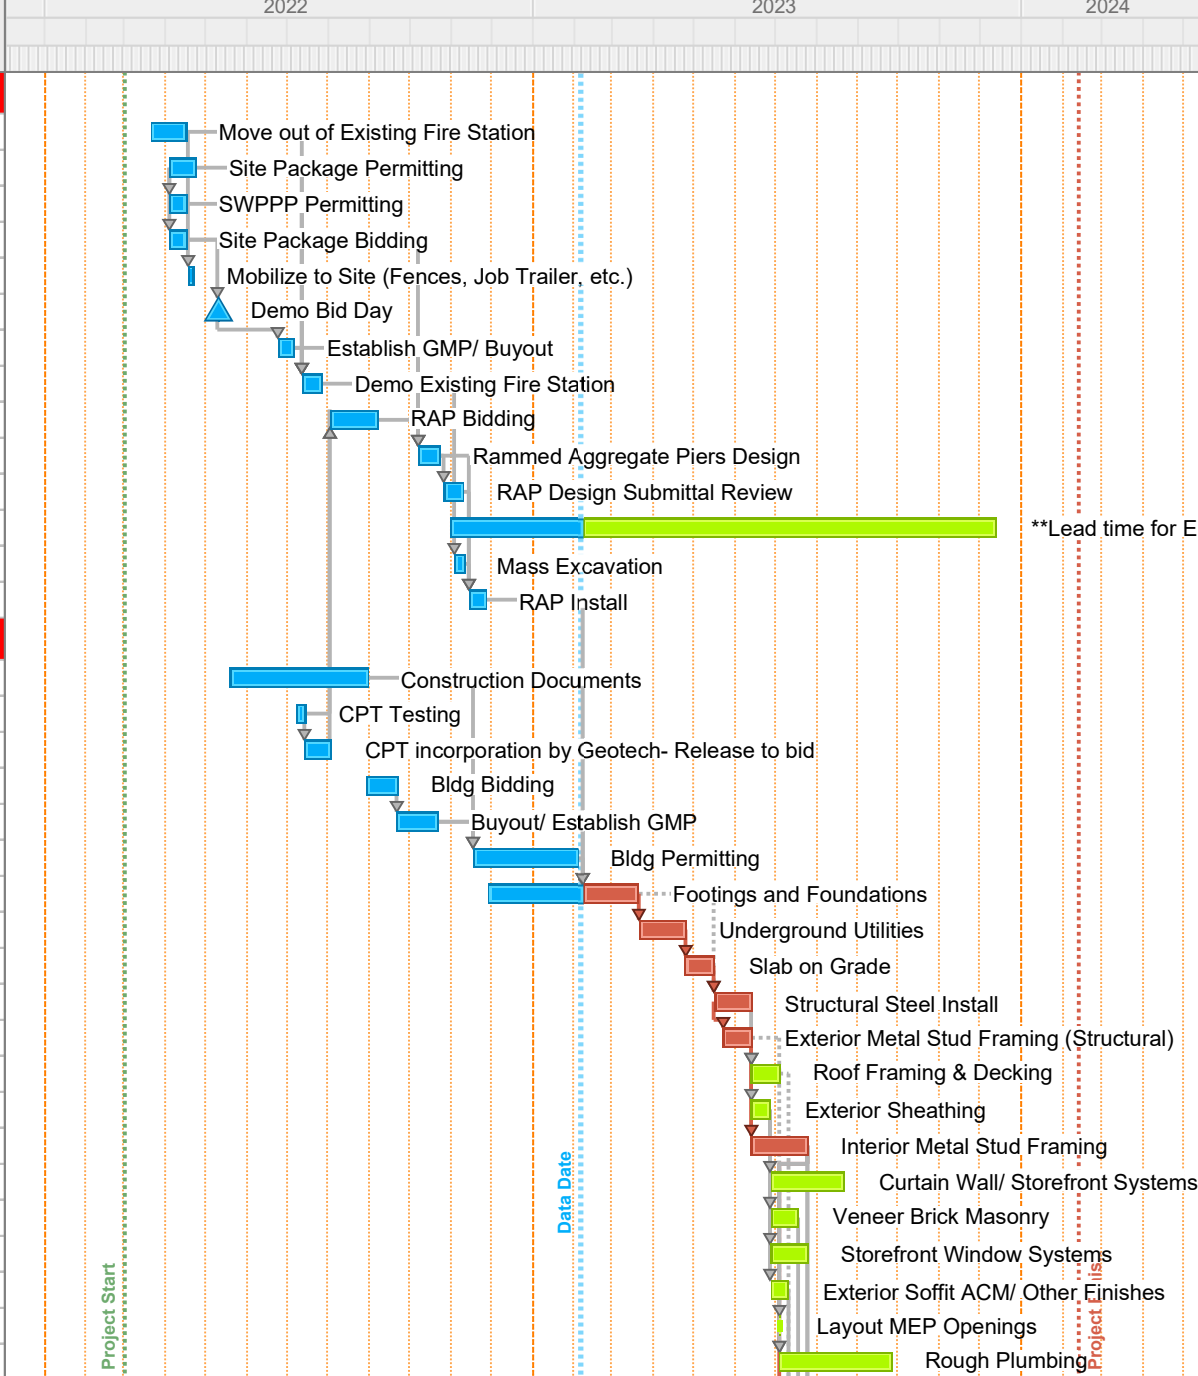 2022 2023 2024
Move out of Existing Fire Station
Site Package Permitting
SWPPP Permitting
Site Package Bidding
Mobilize to Site (Fences, Job Trailer, etc.)
Demo Bid Day
Establish GMP/ Buyout
Demo Existing Fire Station
RAP Bidding
Rammed Aggregate Piers Design
RAP Design Submittal Review
**Lead time for E
Mass Excavation
RAP Install
Construction Documents
CPT Testing
CPT incorporation by Geotech- Release to bid
Bldg Bidding
Buyout/ Establish GMP
Bldg Permitting
Footings and Foundations
Underground Utilities
Slab on Grade
Structural Steel Install
Exterior Metal Stud Framing (Structural)
Roof Framing & Decking
Exterior Sheathing
Interior Metal Stud Framing
Curtain Wall/ Storefront Systems
Veneer Brick Masonry
Storefront Window Systems
Exterior Soffit ACM/ Other Finishes
Layout MEP Openings
Rough Plumbing
Project Start
Data Date
Project